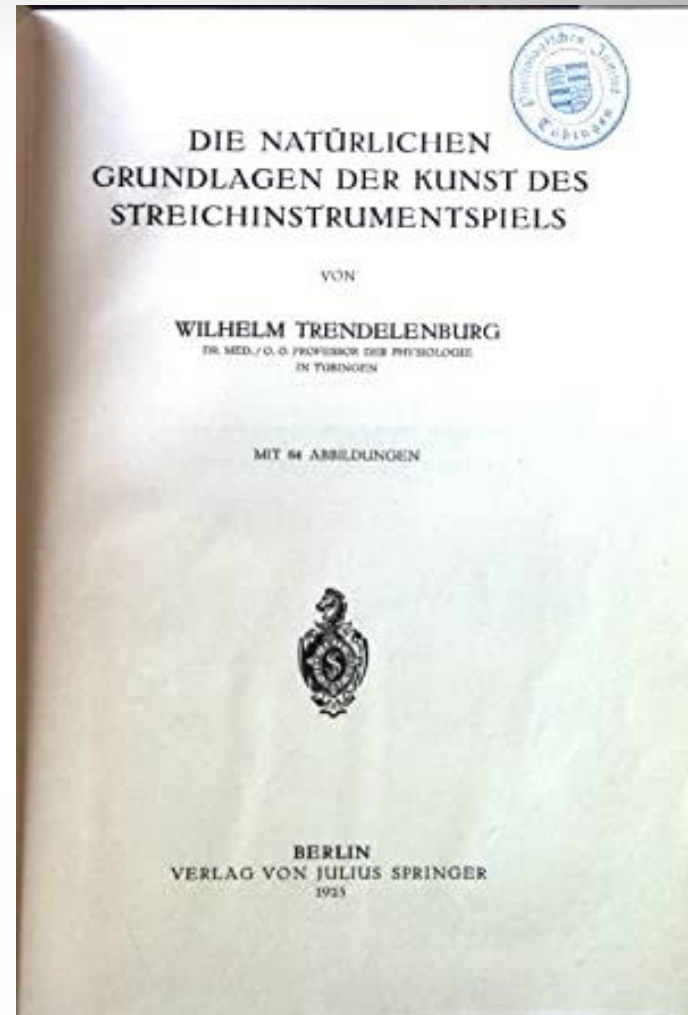 DIE NATÜRLICHEN
GRUNDLAGEN DER KUNST DES
STREICHINSTRUMENTSPIELS
VON
WILHELM TRENDELENBURG
DR. MED. / O. Ö. PROFESSOR DER PHYSIOLOGIE
IN TÜBINGEN
MIT 64 ABBILDUNGEN
S
BERLIN
VERLAG VON JULIUS SPRINGER
1925
Tübingen